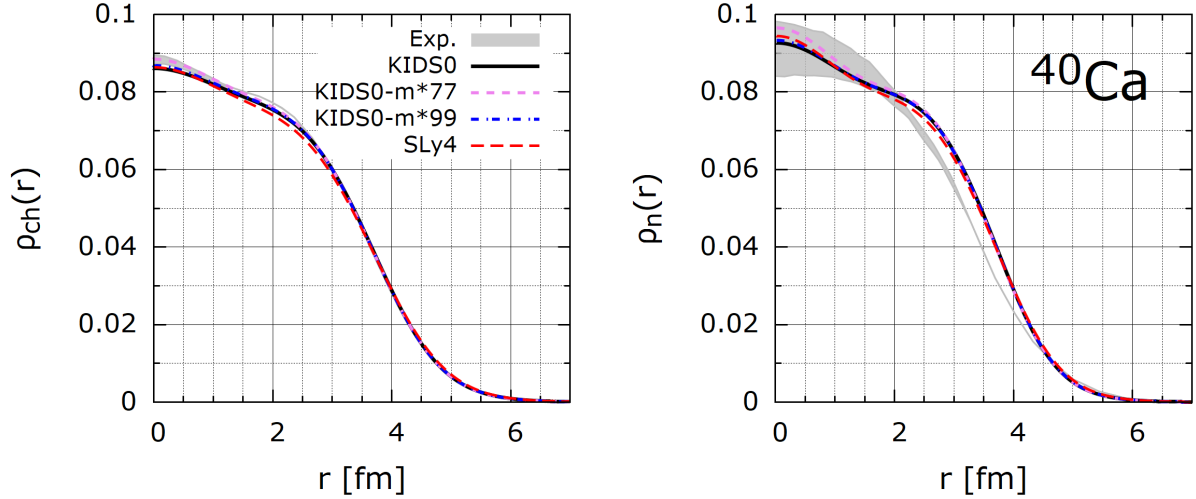 0.1
0.08
0.06
0.04
0.02
0
0
2
4
6
r [fm]
ρch(r)
Exp.
KIDS0
KIDS0-m*77
KIDS0-m*99
SLy4
0.1
0.08
0.06
0.04
0.02
0
0
2
4
6
r [fm]
ρn(r)
⁴⁰Ca